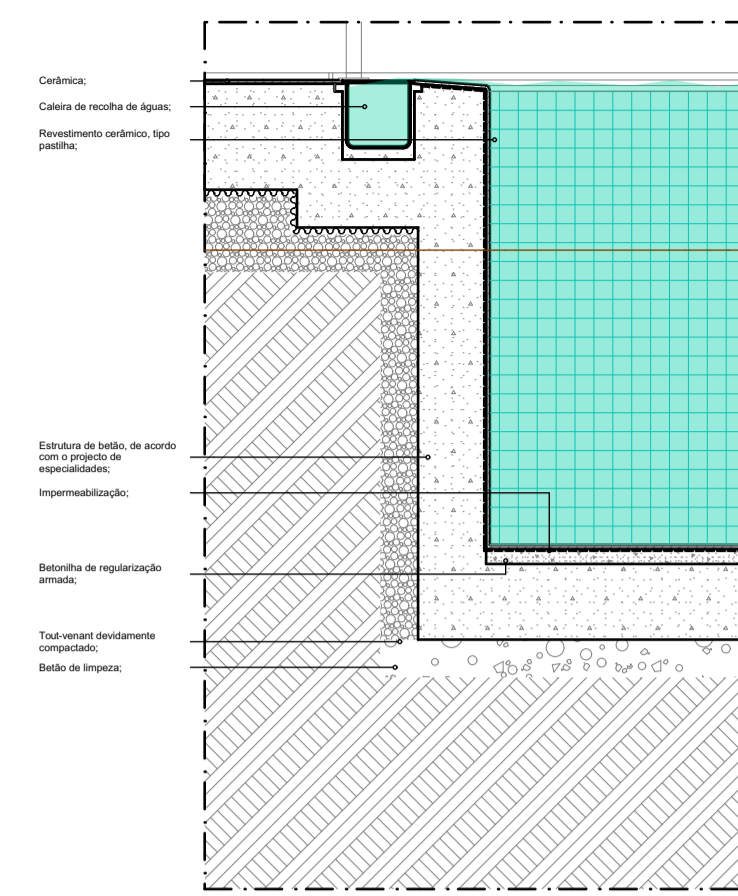 Cerâmica;
Caleira de recolha de águas;
Revestimento cerâmico, tipo
pastilha;
Estrutura de betão, de acordo
com o projecto de
especialidades;
Impermeabilização;
Betonilha de regularização
armada;
Tout-venant devidamente
compactado;
Betão de limpeza;